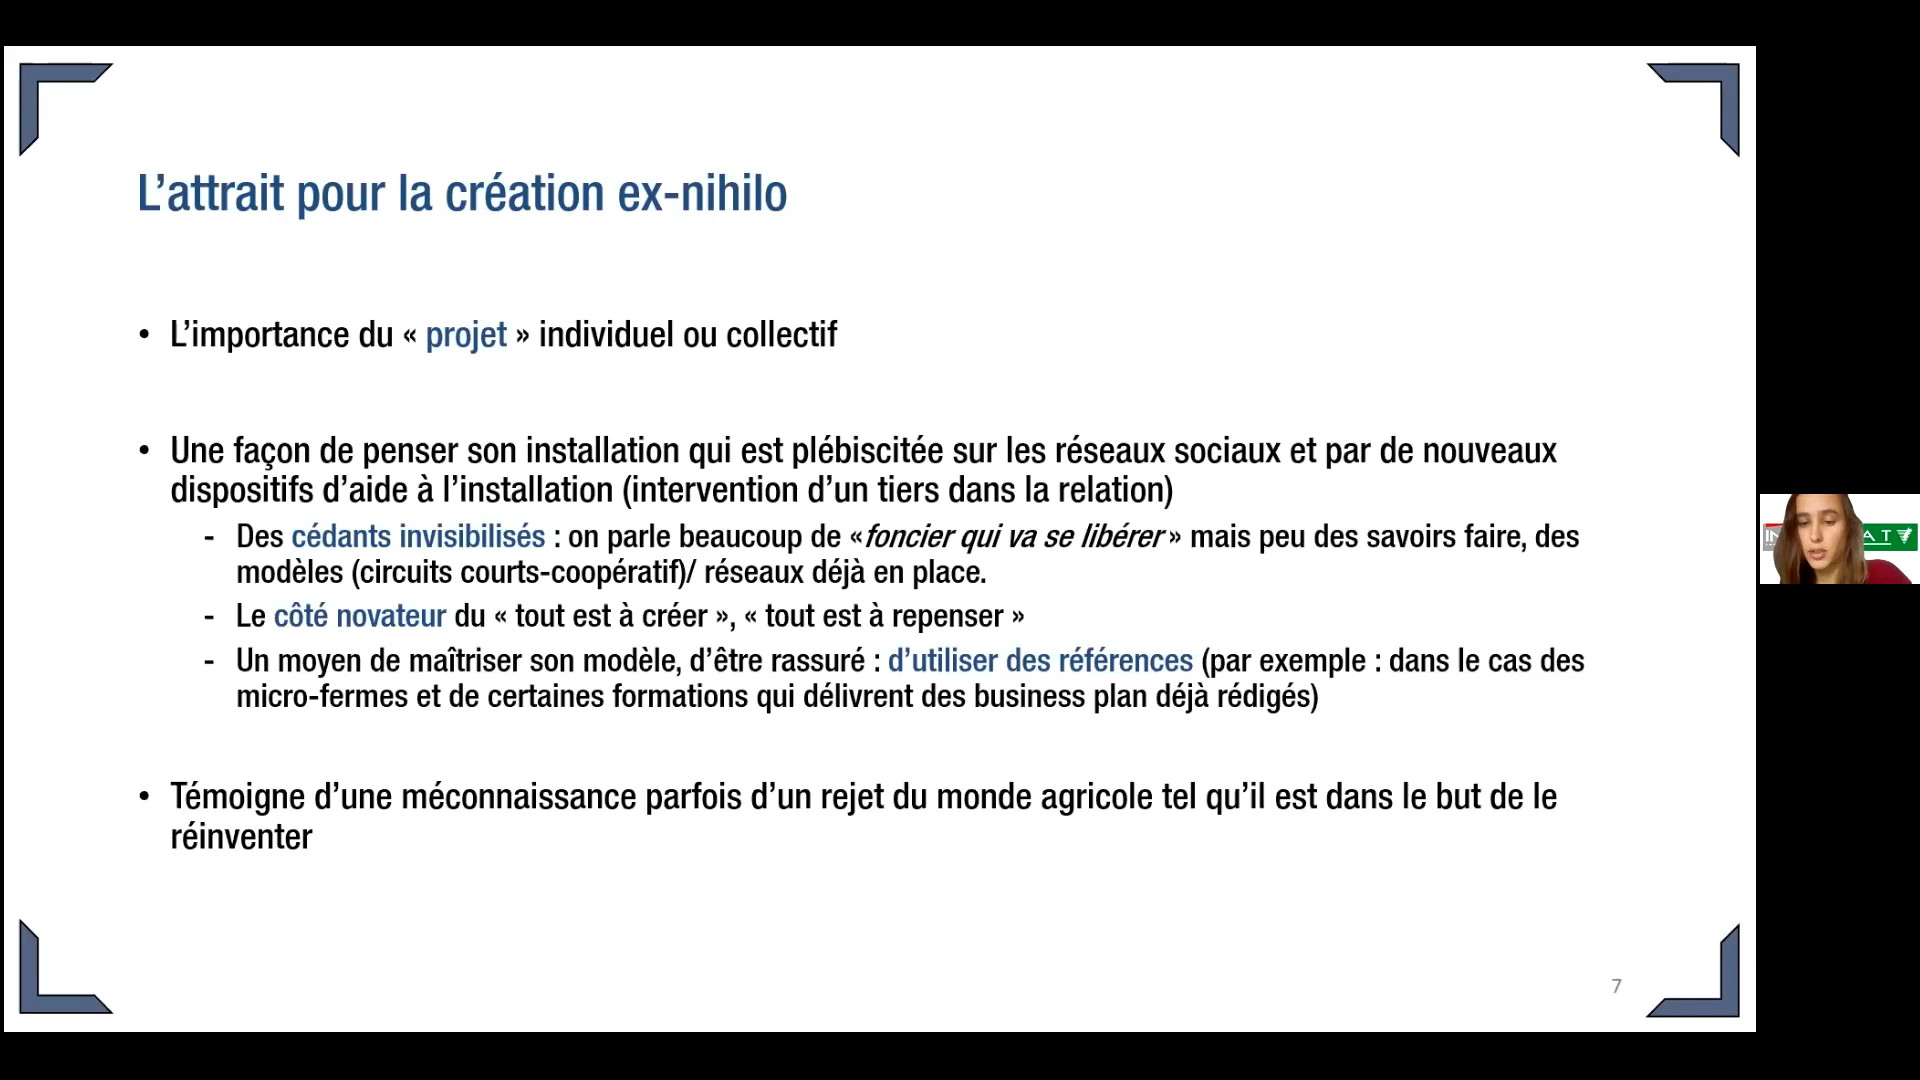 L’attrait pour la création ex-nihilo
• L’importance du « projet » individuel ou collectif
• Une façon de penser son installation qui est plébiscitée sur les réseaux sociaux et par de nouveaux
dispositifs d’aide à l’installation (intervention d’un tiers dans la relation)
- Des cédants invisibilisés : on parle beaucoup de «foncier qui va se libérer» mais peu des savoirs faire, des
modèles (circuits courts-coopératif)/ réseaux déjà en place.
- Le côté novateur du « tout est à créer », « tout est à repenser »
- Un moyen de maîtriser son modèle, d’être rassuré : d’utiliser des références (par exemple : dans le cas des
micro-fermes et de certaines formations qui délivrent des business plan déjà rédigés)
• Témoigne d’une méconnaissance parfois d’un rejet du monde agricole tel qu’il est dans le but de le
réinventer
7